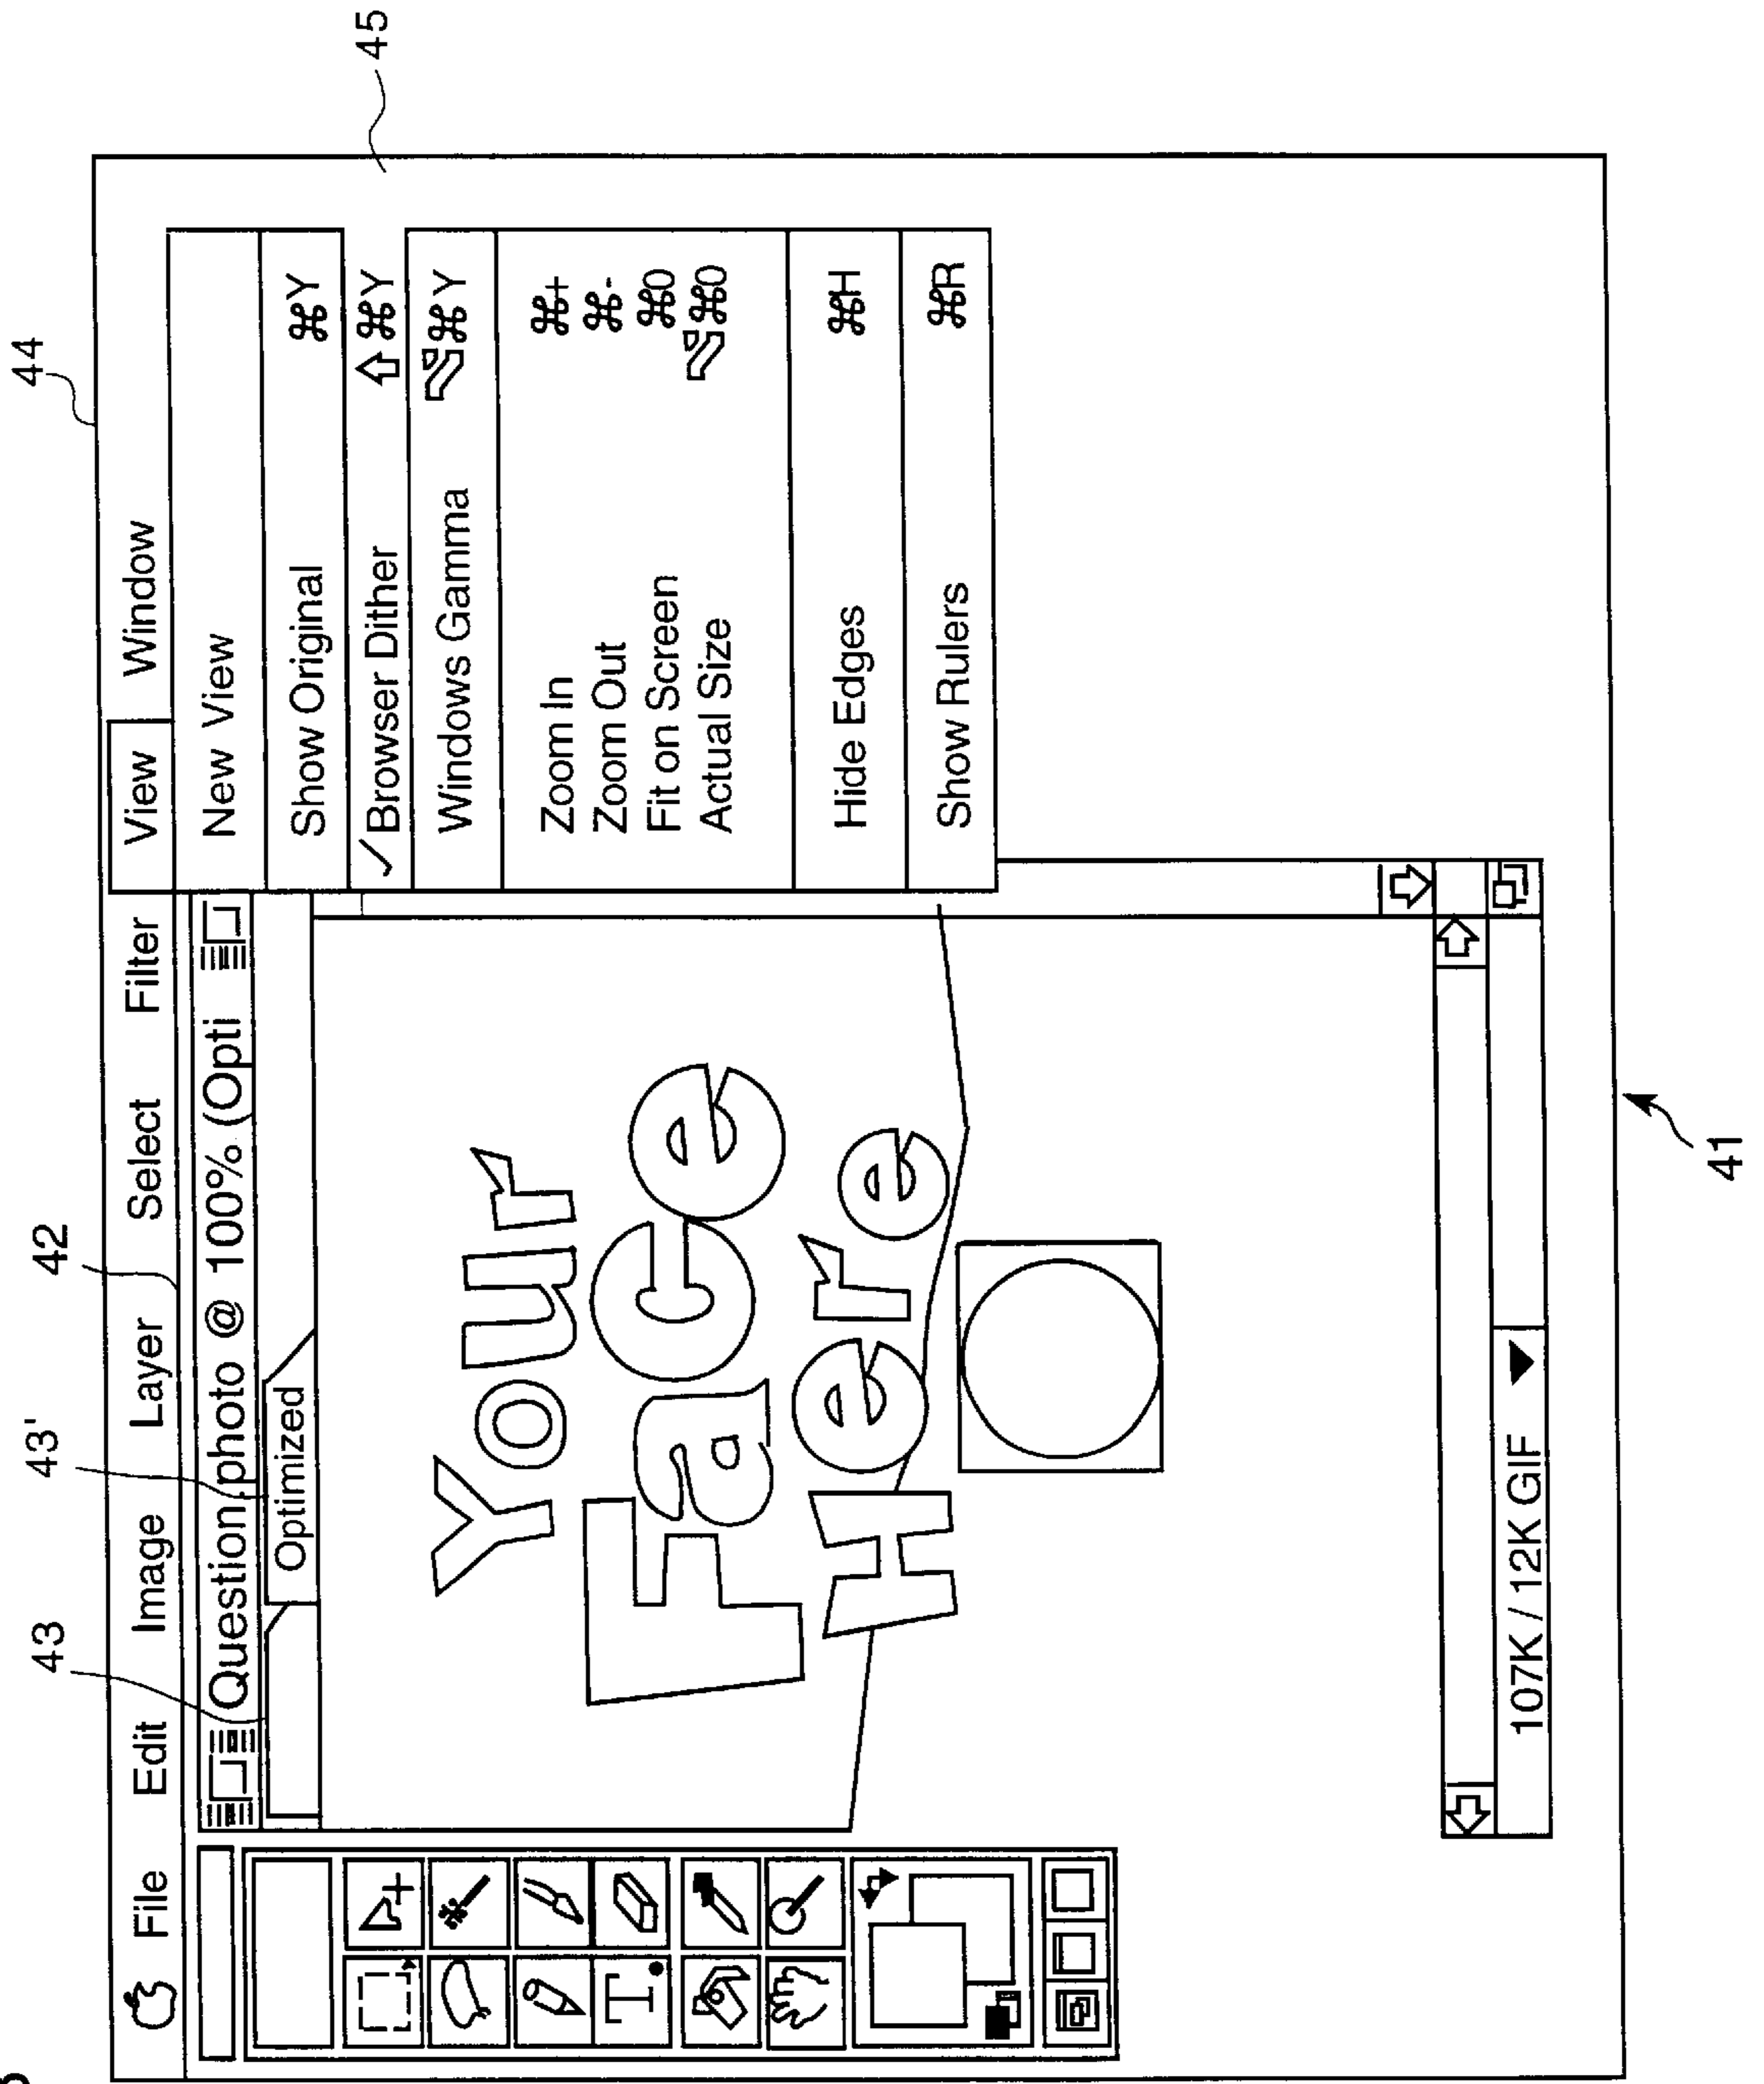 44
42
43'
43
45
File Edit Image Layer Select Filter View Window
Question.photo @ 100% (Opti
Optimized
New View
Show Original ⌘Y
✓Browser Dither ⇧⌘Y
Windows Gamma ⌥⌘Y
Zoom In ⌘+
Zoom Out ⌘-
Fit on Screen ⌘0
Actual Size ⌥⌘0
Hide Edges ⌘H
Show Rulers ⌘R
T
Your
Face
Here
107K / 12K GIF
41